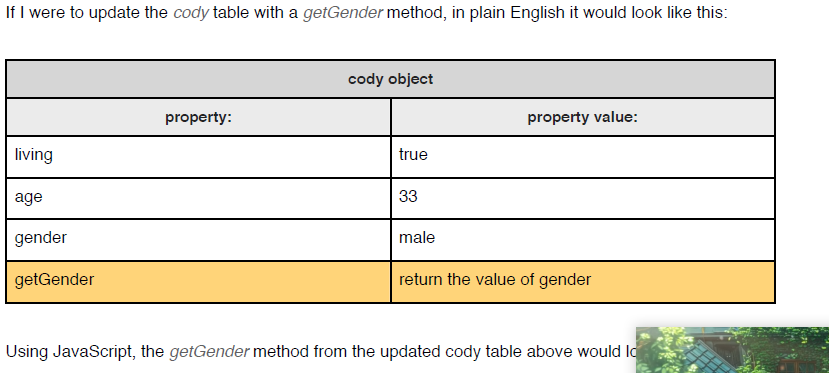 If I were to update the cody table with a getGender method, in plain English it would look like this:
cody object
property: property value:
living true
age 33
gender male
getGender return the value of gender
Using JavaScript, the getGender method from the updated cody table above would